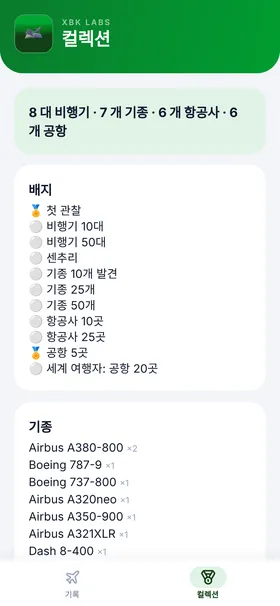 XBK LABS
컬렉션
8 대 비행기 · 7 개 기종 · 6 개 항공사 · 6
개 공항
배지
🏅 첫 관찰
⚪ 비행기 10대
⚪ 비행기 50대
⚪ 센추리
⚪ 기종 10개 발견
⚪ 기종 25개
⚪ 기종 50개
⚪ 항공사 10곳
⚪ 항공사 25곳
🏅 공항 5곳
⚪ 세계 여행자: 공항 20곳
기종
Airbus A380-800 ×2
Boeing 787-9 ×1
Boeing 737-800 ×1
Airbus A320neo ×1
Airbus A350-900 ×1
Airbus A321XLR ×1
Dash 8-400 ×1
기록
컬렉션